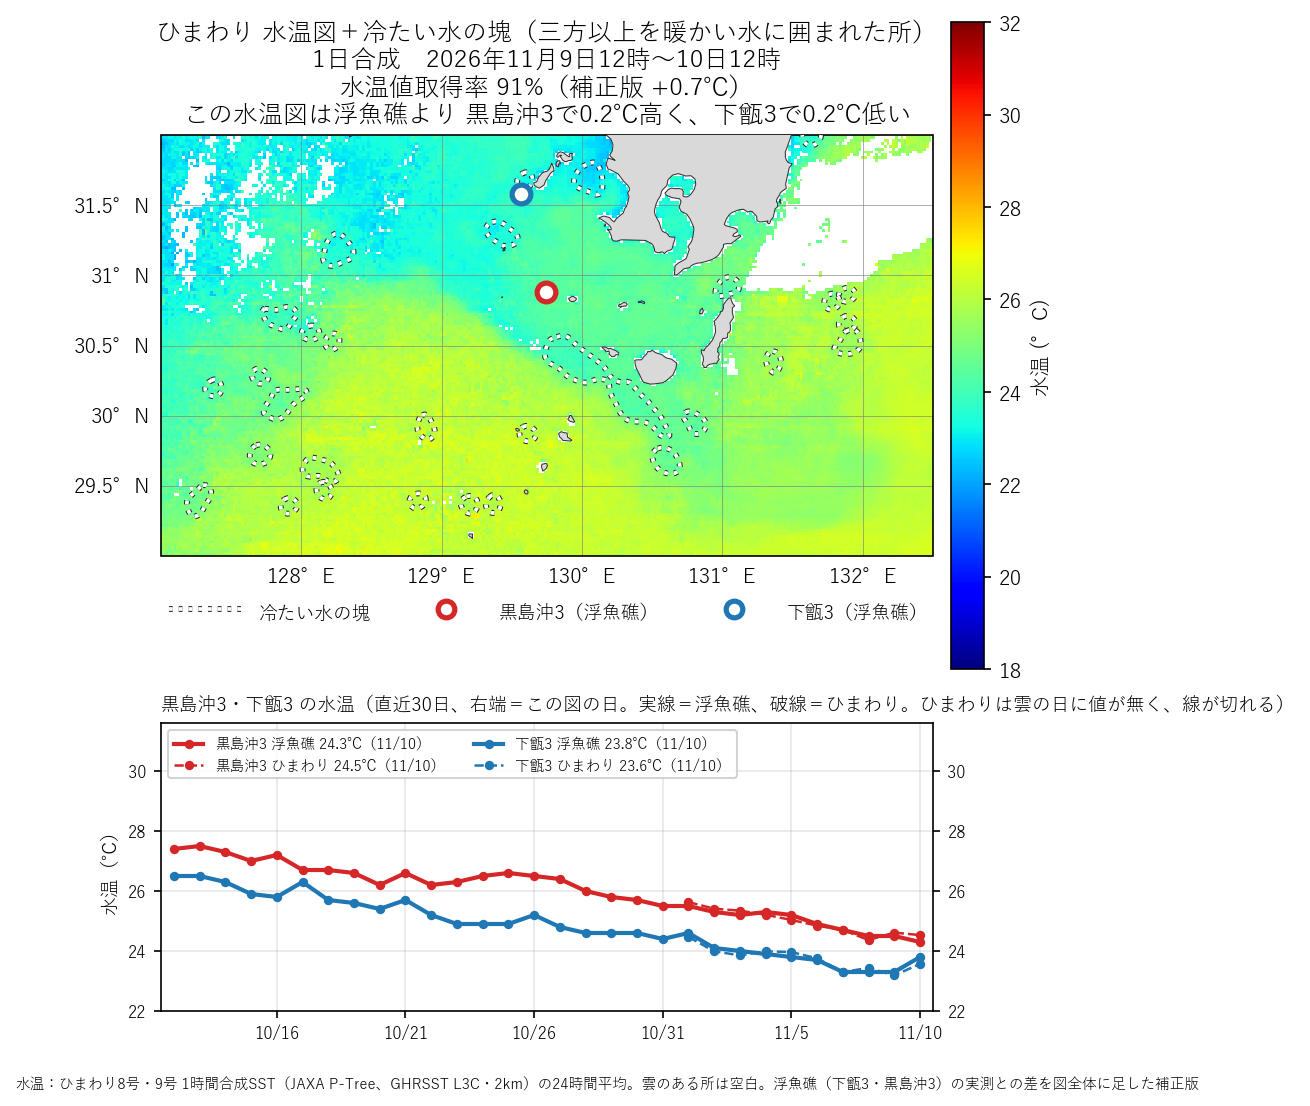 ひまわり 水温図＋冷たい水の塊（三方以上を暖かい水に囲まれた所）
1日合成　2026年11月9日12時～10日12時
水温値取得率 91%（補正版 +0.7℃）
この水温図は浮魚礁より 黒島沖3で0.2℃高く、下甑3で0.2℃低い
31.5° N
31° N
30.5° N
30° N
29.5° N
128° E
129° E
130° E
131° E
132° E
32
30
28
26
24
22
20
18
水温（° C）
冷たい水の塊
黒島沖3（浮魚礁）
下甑3（浮魚礁）
黒島沖3・下甑3 の水温（直近30日、右端＝この図の日。実線＝浮魚礁、破線＝ひまわり。ひまわりは雲の日に値が無く、線が切れる）
黒島沖3 浮魚礁 24.3℃（11/10）
黒島沖3 ひまわり 24.5℃（11/10）
下甑3 浮魚礁 23.8℃（11/10）
下甑3 ひまわり 23.6℃（11/10）
水温（℃）
30
28
26
24
22
30
28
26
24
22
10/16
10/21
10/26
10/31
11/5
11/10
水温：ひまわり8号・9号 1時間合成SST（JAXA P-Tree、GHRSST L3C・2km）の24時間平均。雲のある所は空白。浮魚礁（下甑3・黒島沖3）の実測との差を図全体に足した補正版